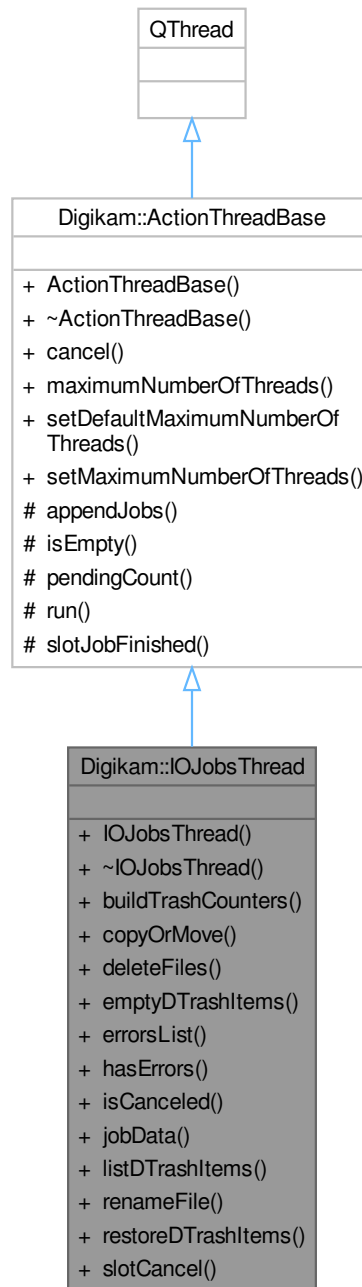 QThread
Digikam::ActionThreadBase
+ ActionThreadBase()
+ ~ActionThreadBase()
+ cancel()
+ maximumNumberOfThreads()
+ setDefaultMaximumNumberOf
Threads()
+ setMaximumNumberOfThreads()
# appendJobs()
# isEmpty()
# pendingCount()
# run()
# slotJobFinished()
Digikam::IOJobsThread
+ IOJobsThread()
+ ~IOJobsThread()
+ buildTrashCounters()
+ copyOrMove()
+ deleteFiles()
+ emptyDTrashItems()
+ errorsList()
+ hasErrors()
+ isCanceled()
+ jobData()
+ listDTrashItems()
+ renameFile()
+ restoreDTrashItems()
+ slotCancel()